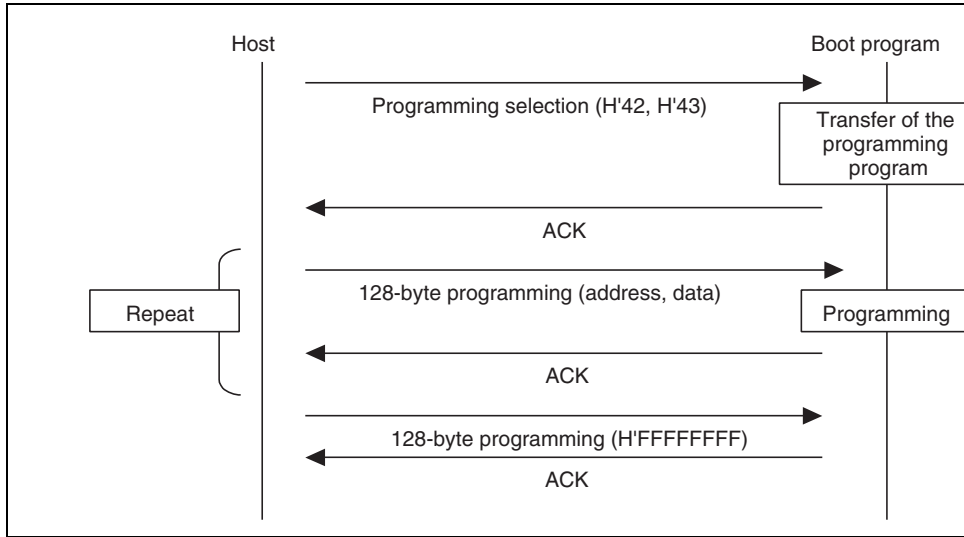 Host
Boot program
Programming selection (H'42, H'43)
Transfer of the
programming
program
ACK
128-byte programming (address, data)
Repeat
Programming
ACK
128-byte programming (H'FFFFFFFF)
ACK